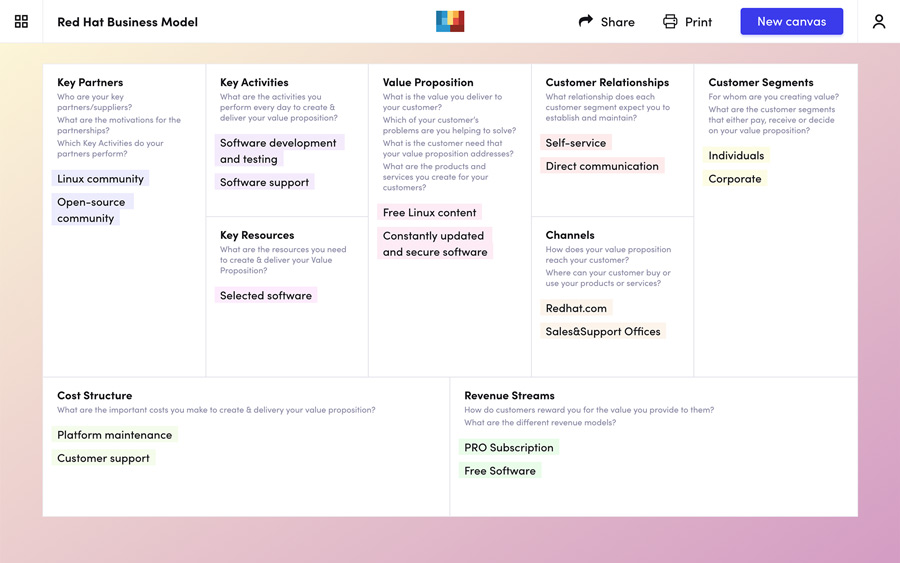 Red Hat Business Model
Share
Print
New canvas
Key Partners
Who are your key
partners/suppliers?
What are the motivations for the
partnerships?
Which Key Activities do your
partners perform?
Linux community
Open-source
community
Key Activities
What are the activities you
perform every day to create &
deliver your value proposition?
Software development
and testing
Software support
Key Resources
What are the resources you need
to create & deliver your Value
Proposition?
Selected software
Value Proposition
What is the value you deliver to
your customer?
Which of your customer's
problems are you helping to solve?
What is the customer need that
your value proposition addresses?
What are the products and
services you create for your
customers?
Free Linux content
Constantly updated
and secure software
Customer Relationships
What relationship does each
customer segment expect you to
establish and maintain?
Self-service
Direct communication
Channels
How does your value proposition
reach your customer?
Where can your customer buy or
use your products or services?
Redhat.com
Sales&Support Offices
Customer Segments
For whom are you creating value?
What are the customer segments
that either pay, receive or decide
on your value proposition?
Individuals
Corporate
Cost Structure
What are the important costs you make to create & delivery your value proposition?
Platform maintenance
Customer support
Revenue Streams
How do customers reward you for the value you provide to them?
What are the different revenue models?
PRO Subscription
Free Software